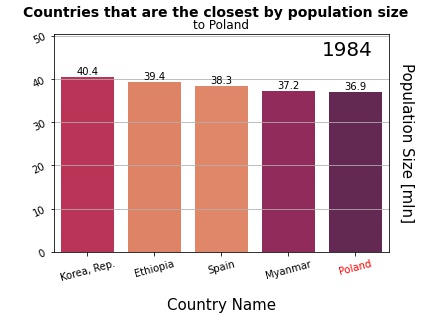 Countries that are the closest by population size
to Poland
1984
50
40
30
20
10
0
40.4
39.4
38.3
37.2
36.9
Korea, Rep.
Ethiopia
Spain
Myanmar
Poland
Country Name
Population Size [mln]